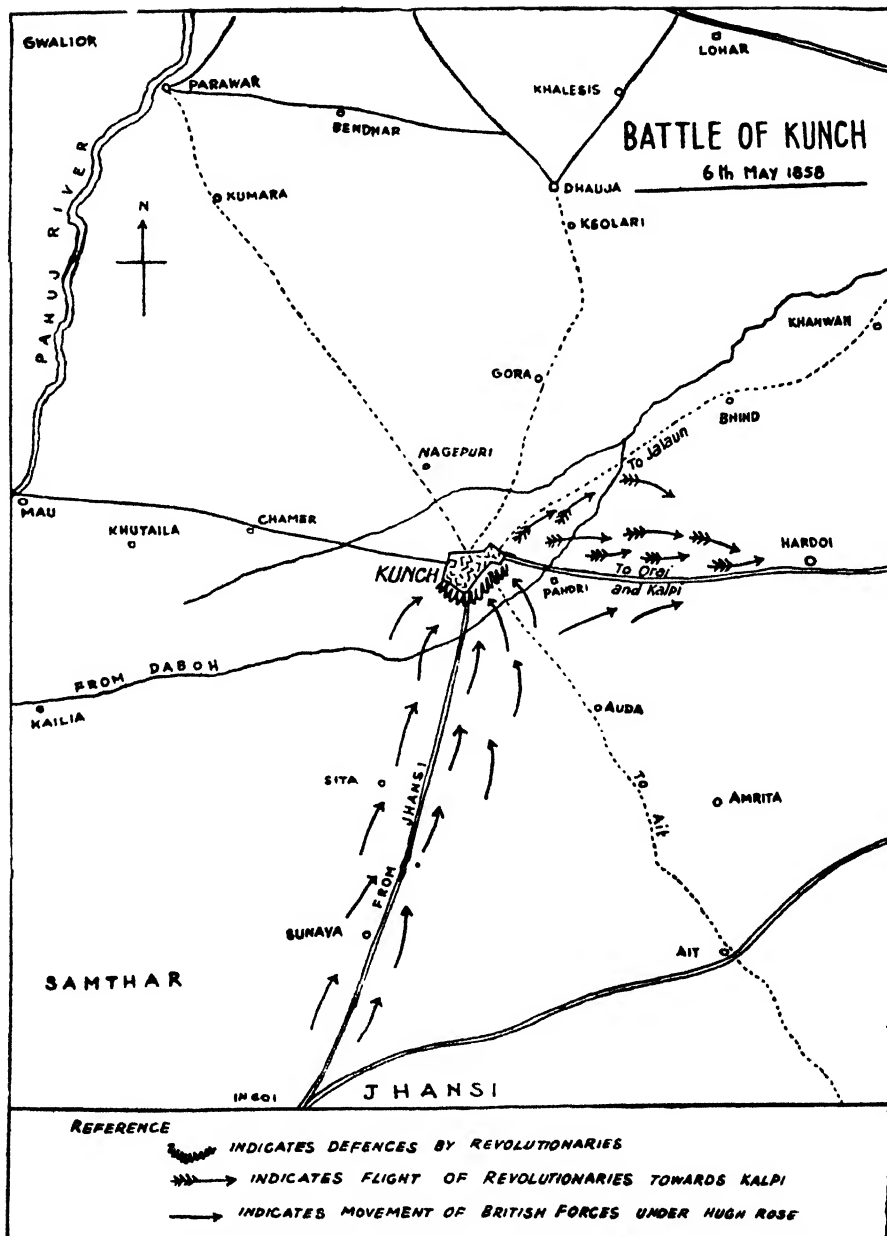 GWALIOR
LOHAR
PARAWAR
KHALESIS
BENDHAR
BATTLE OF KUNCH
6th MAY 1858
DHAUJA
KUMARA
KEOLARI
N
PAHUJ RIVER
KHANWAN
GORA
BHIND
NAGEPURI
To Jalaun
MAU
KHUTAILA
CHAMER
HARDOI
KUNCH
PANDRI
To Orai
and Kalpi
FROM DABOH
KAILIA
AUDA
SITA
To Ait
AMRITA
FROM JHANSI
SUNAYA
AIT
SAMTHAR
INGOI
JHANSI
REFERENCE
INDICATES DEFENCES BY REVOLUTIONARIES
INDICATES FLIGHT OF REVOLUTIONARIES TOWARDS KALPI
INDICATES MOVEMENT OF BRITISH FORCES UNDER HUGH ROSE